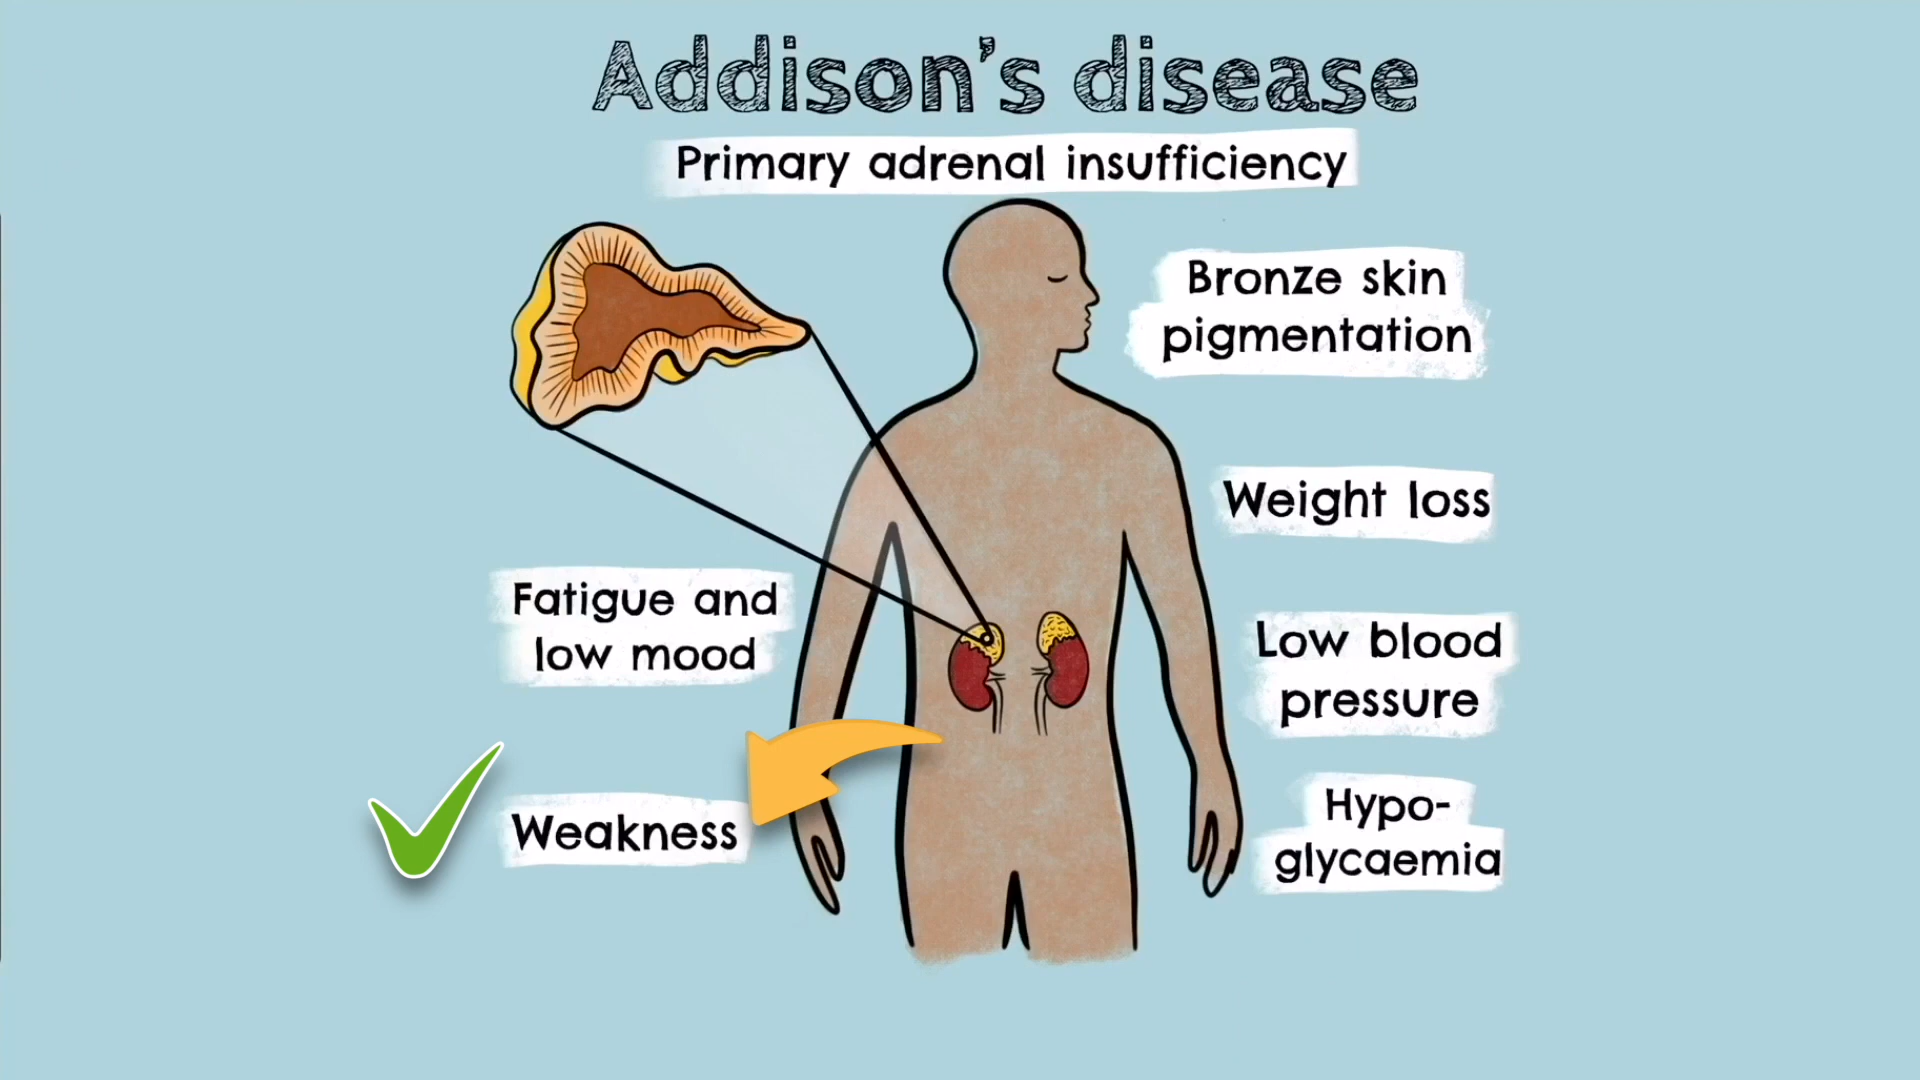 Addison's disease
Primary adrenal insufficiency
Bronze skin
pigmentation
Weight loss
Fatigue and
low mood
Low blood
pressure
Weakness
Hypo-
glycaemia